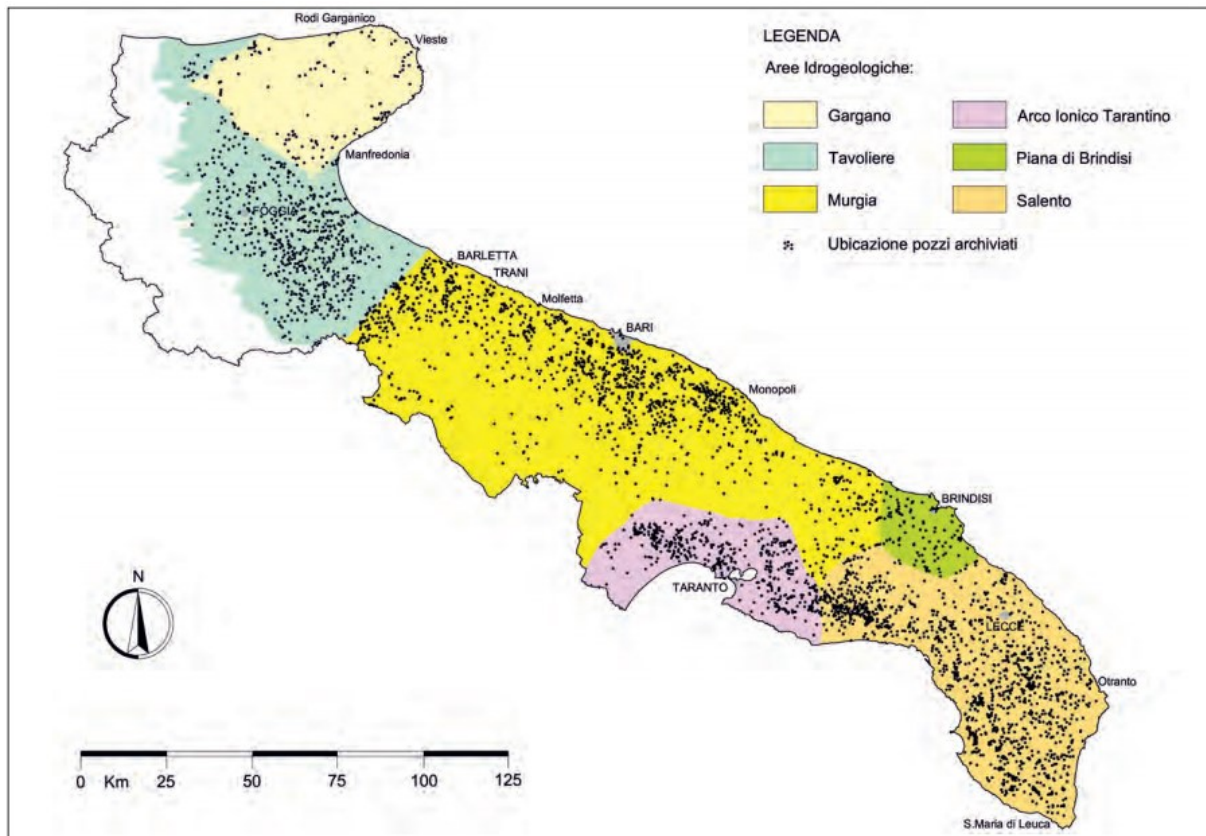 Rodi Garganico
Vieste
Manfredonia
FOGGIA
BARLETTA
TRANI
Molfetta
BARI
Monopoli
BRINDISI
TARANTO
LECCE
Otranto
S.Maria di Leuca
LEGENDA
Aree Idrogeologiche:
Gargano
Arco Ionico Tarantino
Tavoliere
Piana di Brindisi
Murgia
Salento
Ubicazione pozzi archiviati
N
0 Km 25 50 75 100 125